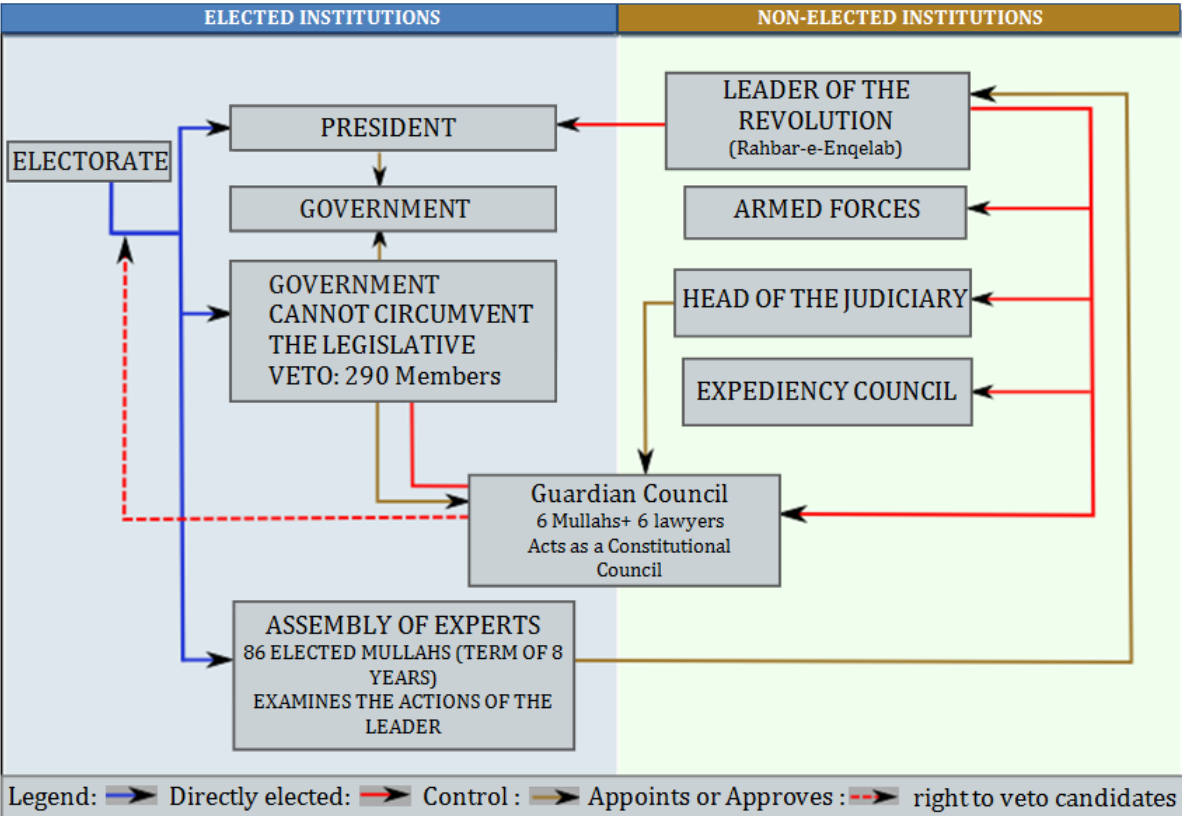 ELECTED INSTITUTIONS
NON-ELECTED INSTITUTIONS
ELECTORATE
PRESIDENT
GOVERNMENT
GOVERNMENT
CANNOT CIRCUMVENT
THE LEGISLATIVE
VETO: 290 Members
LEADER OF THE
REVOLUTION
(Rahbar-e-Enqelab)
ARMED FORCES
HEAD OF THE JUDICIARY
EXPEDIENCY COUNCIL
Guardian Council
6 Mullahs+ 6 lawyers
Acts as a Constitutional
Council
ASSEMBLY OF EXPERTS
86 ELECTED MULLAHS (TERM OF 8
YEARS)
EXAMINES THE ACTIONS OF THE
LEADER
Legend: Directly elected: Control : Appoints or Approves : right to veto candidates